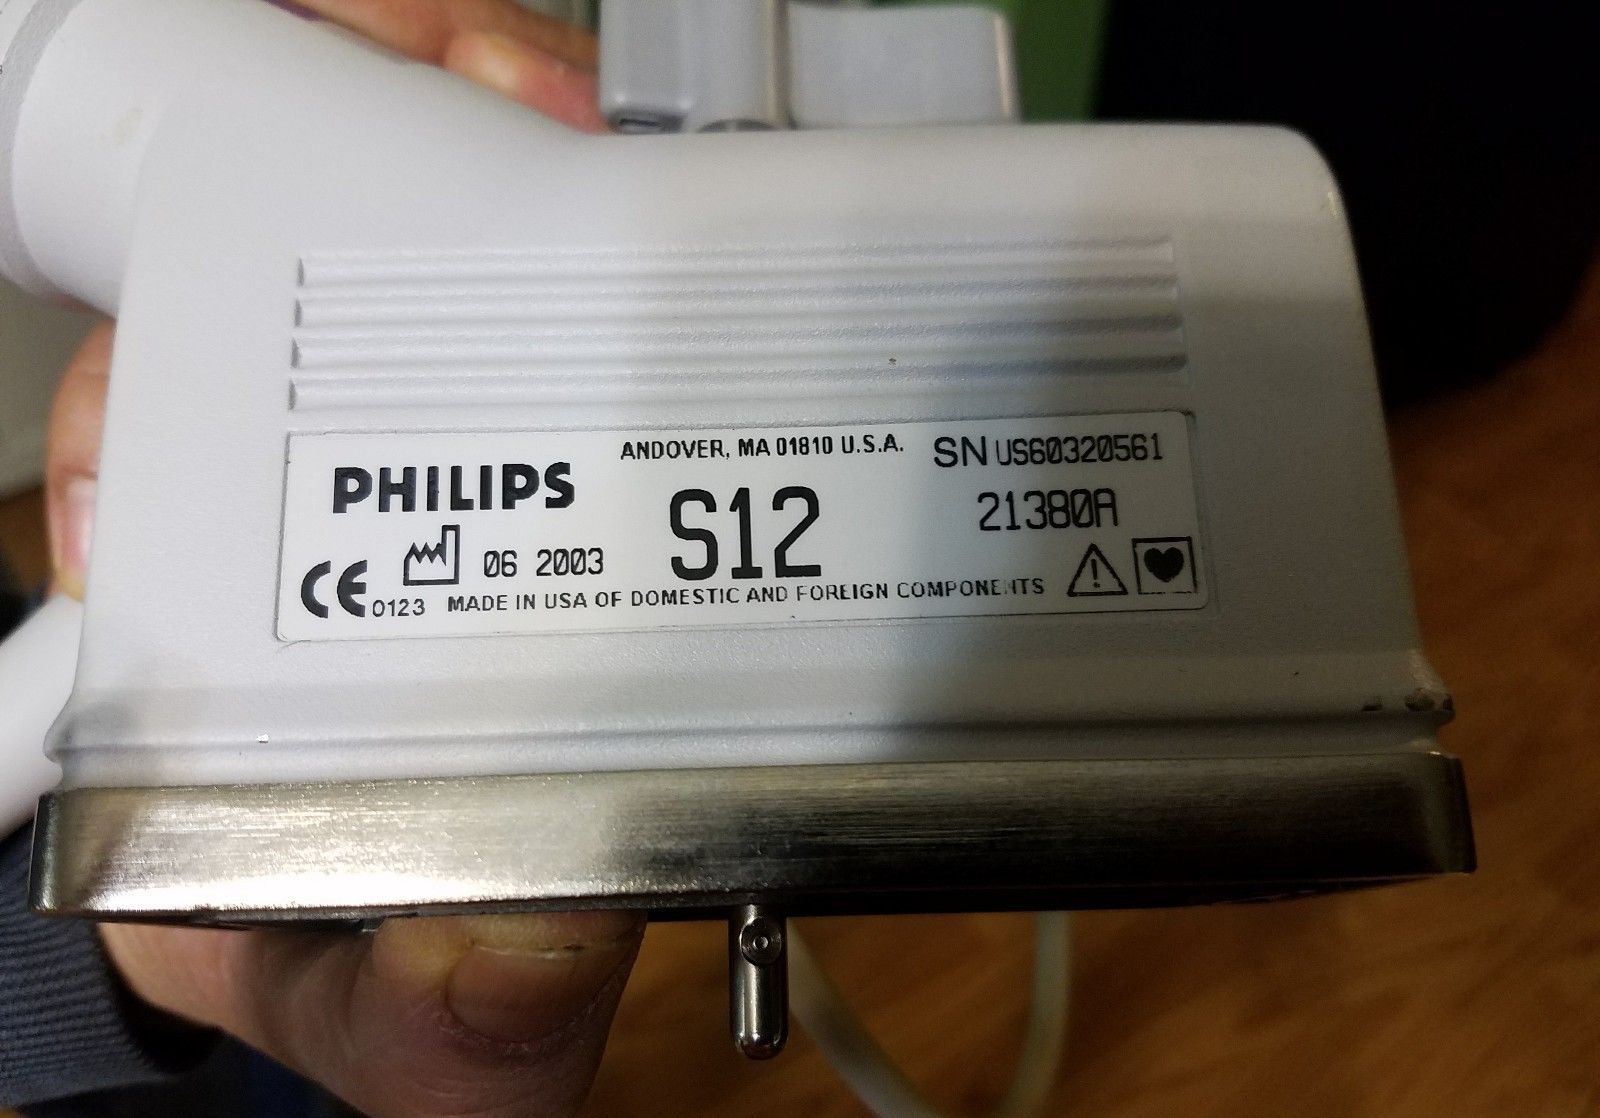 ANDOVER, MA 01810 U.S.A. SN US60320561
PHILIPS S12 21380A
06 2003
CE 0123 MADE IN USA OF DOMESTIC AND FOREIGN COMPONENTS